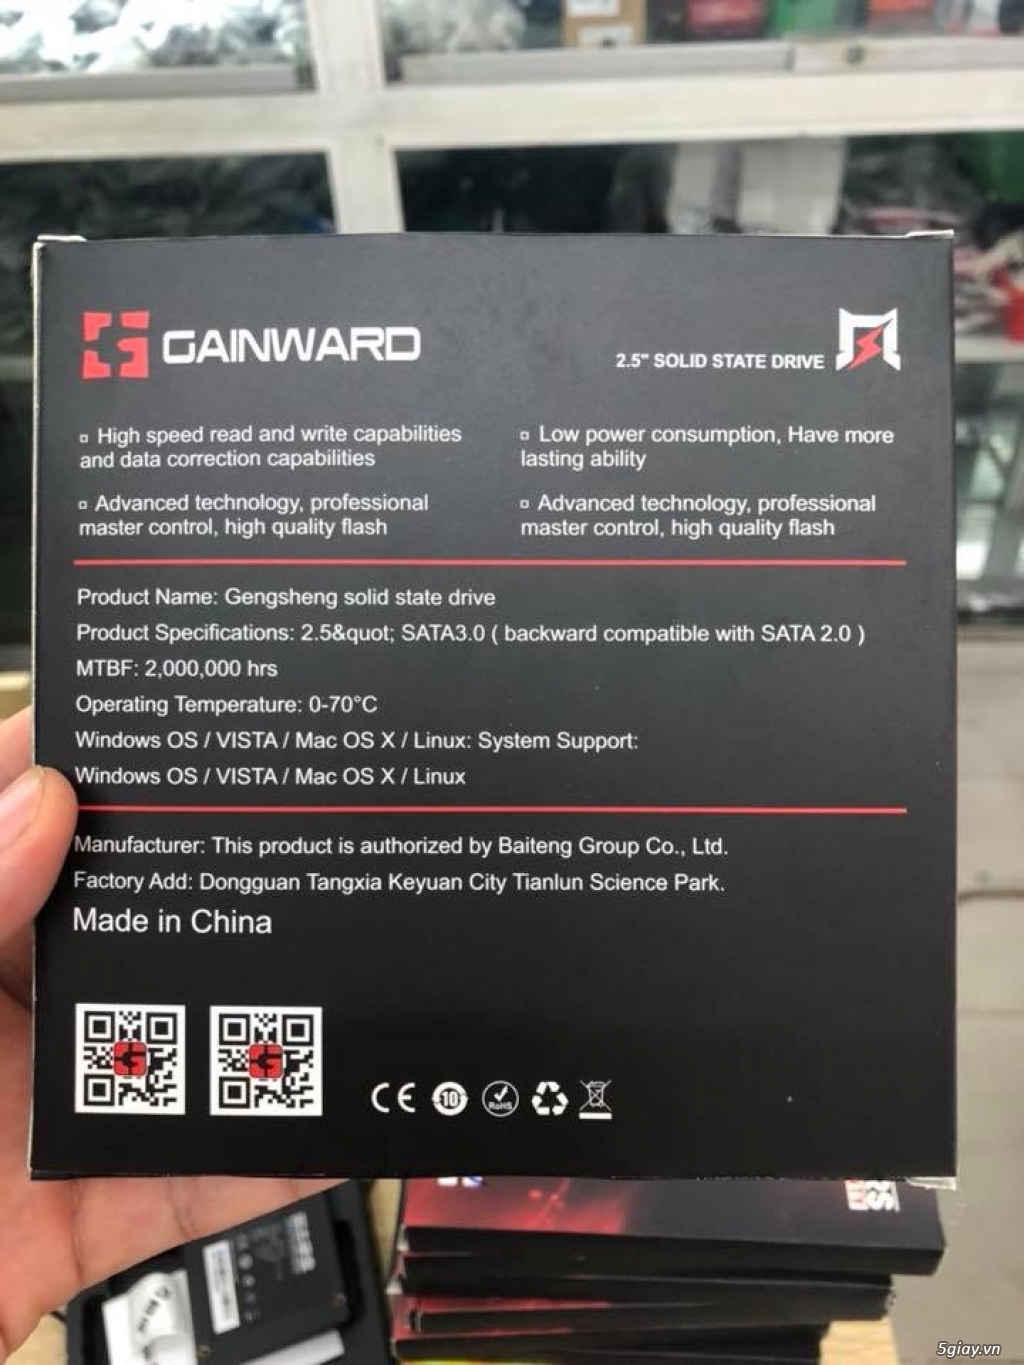 GAINWARD
2.5" SOLID STATE DRIVE
▫ High speed read and write capabilities
and data correction capabilities
▫ Low power consumption, Have more
lasting ability
▫ Advanced technology, professional
master control, high quality flash
▫ Advanced technology, professional
master control, high quality flash
Product Name: Gengsheng solid state drive
Product Specifications: 2.5&quot; SATA3.0 ( backward compatible with SATA 2.0 )
MTBF: 2,000,000 hrs
Operating Temperature: 0-70°C
Windows OS / VISTA / Mac OS X / Linux: System Support:
Windows OS / VISTA / Mac OS X / Linux
Manufacturer: This product is authorized by Baiteng Group Co., Ltd.
Factory Add: Dongguan Tangxia Keyuan City Tianlun Science Park.
Made in China
CE
10
RoHS
5giay.vn